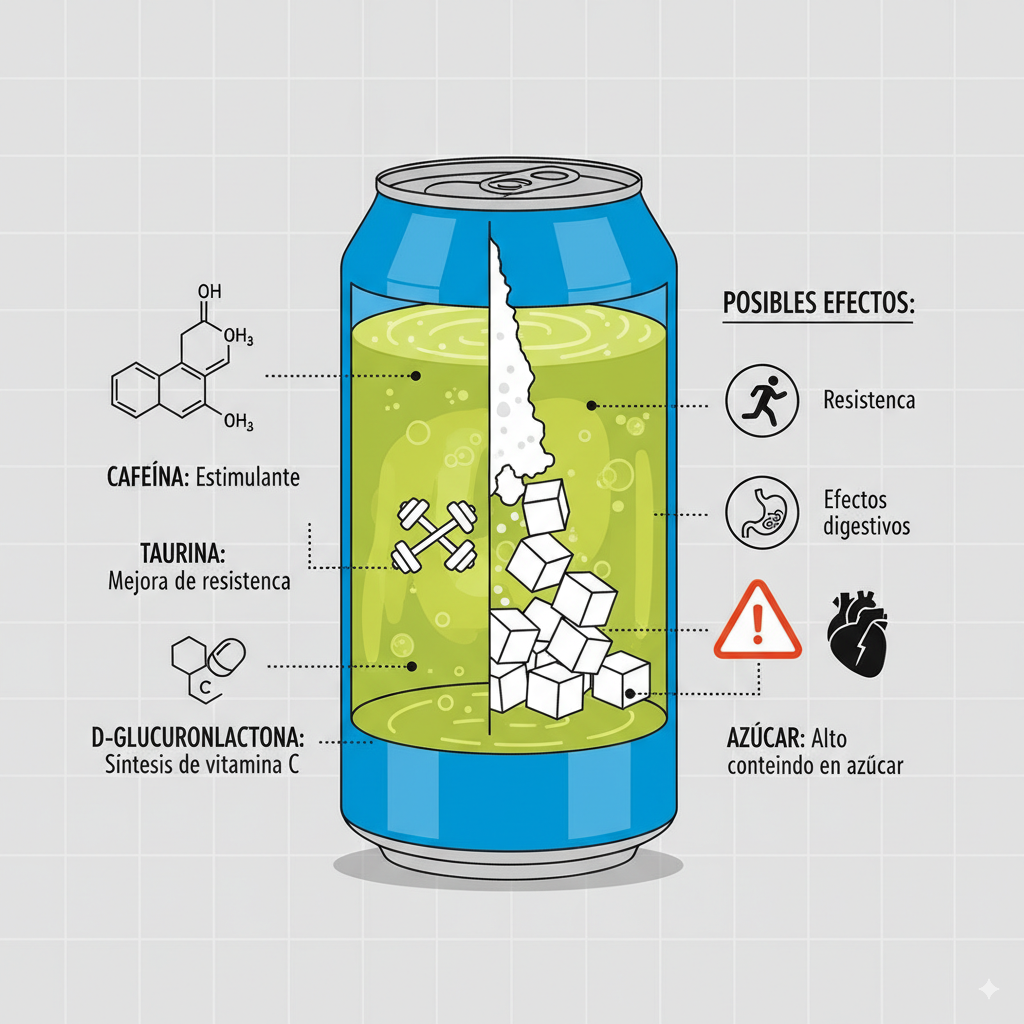 OH
OH₃
OH₃
CAFEÍNA: Estimulante
TAURINA:
Mejora de resistenca
C
D-GLUCURONLACTONA:
Síntesis de vitamina C
POSIBLES EFECTOS:
Resistenca
Efectos
digestivos
!
AZÚCAR: Alto
conteindo en azúcar